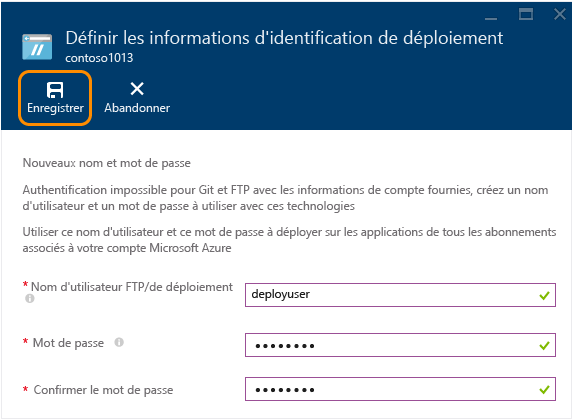 Définir les informations d'identification de déploiement
contoso1013
Enregistrer
Abandonner
Nouveaux nom et mot de passe
Authentification impossible pour Git et FTP avec les informations de compte fournies, créez un nom
d'utilisateur et un mot de passe à utiliser avec ces technologies
Utiliser ce nom d'utilisateur et ce mot de passe à déployer sur les applications de tous les abonnements
associés à votre compte Microsoft Azure
* Nom d'utilisateur FTP/de déploiement
deployuser
* Mot de passe
••••••••
* Confirmer le mot de passe
••••••••